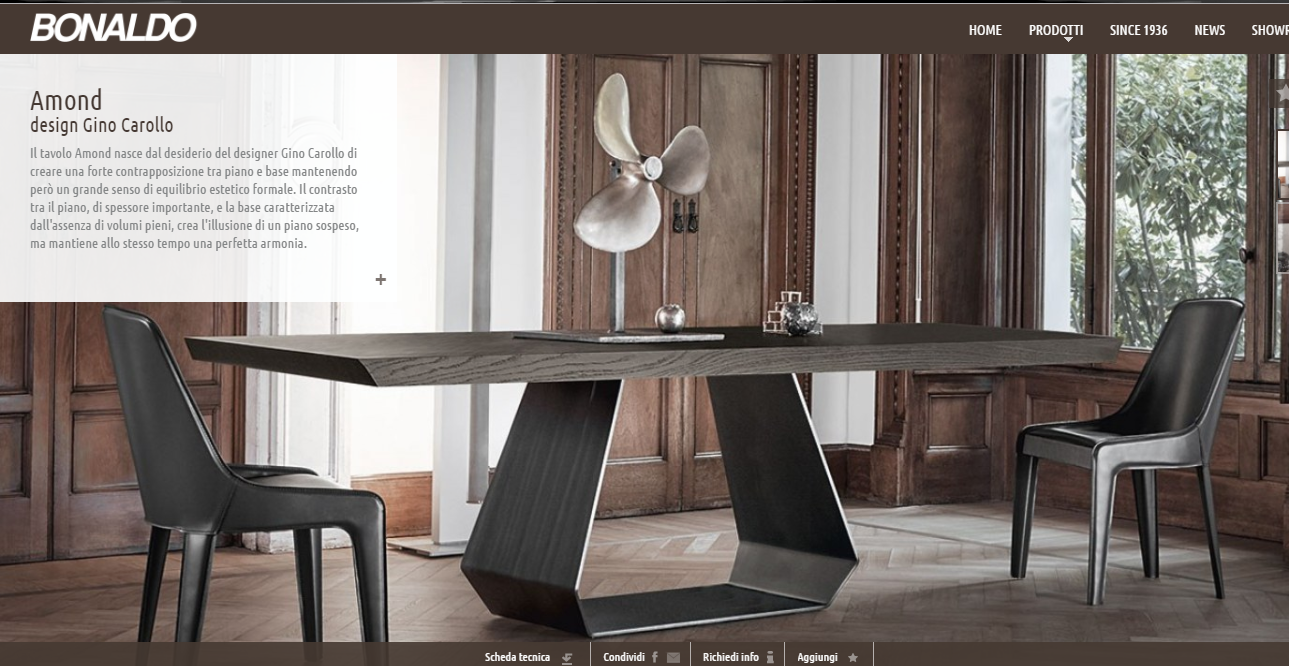 BONALDO
HOME PRODOTTI SINCE 1936 NEWS
Amond
design Gino Carollo
Il tavolo Amond nasce dal desiderio del designer Gino Carollo di
creare una forte contrapposizione tra piano e base mantenendo
però un grande senso di equilibrio estetico formale. Il contrasto
tra il piano, di spessore importante, e la base caratterizzata
dall'assenza di volumi pieni, crea l'illusione di un piano sospeso,
ma mantiene allo stesso tempo una perfetta armonia.
+
Scheda tecnica Condividi Richiedi info Aggiungi